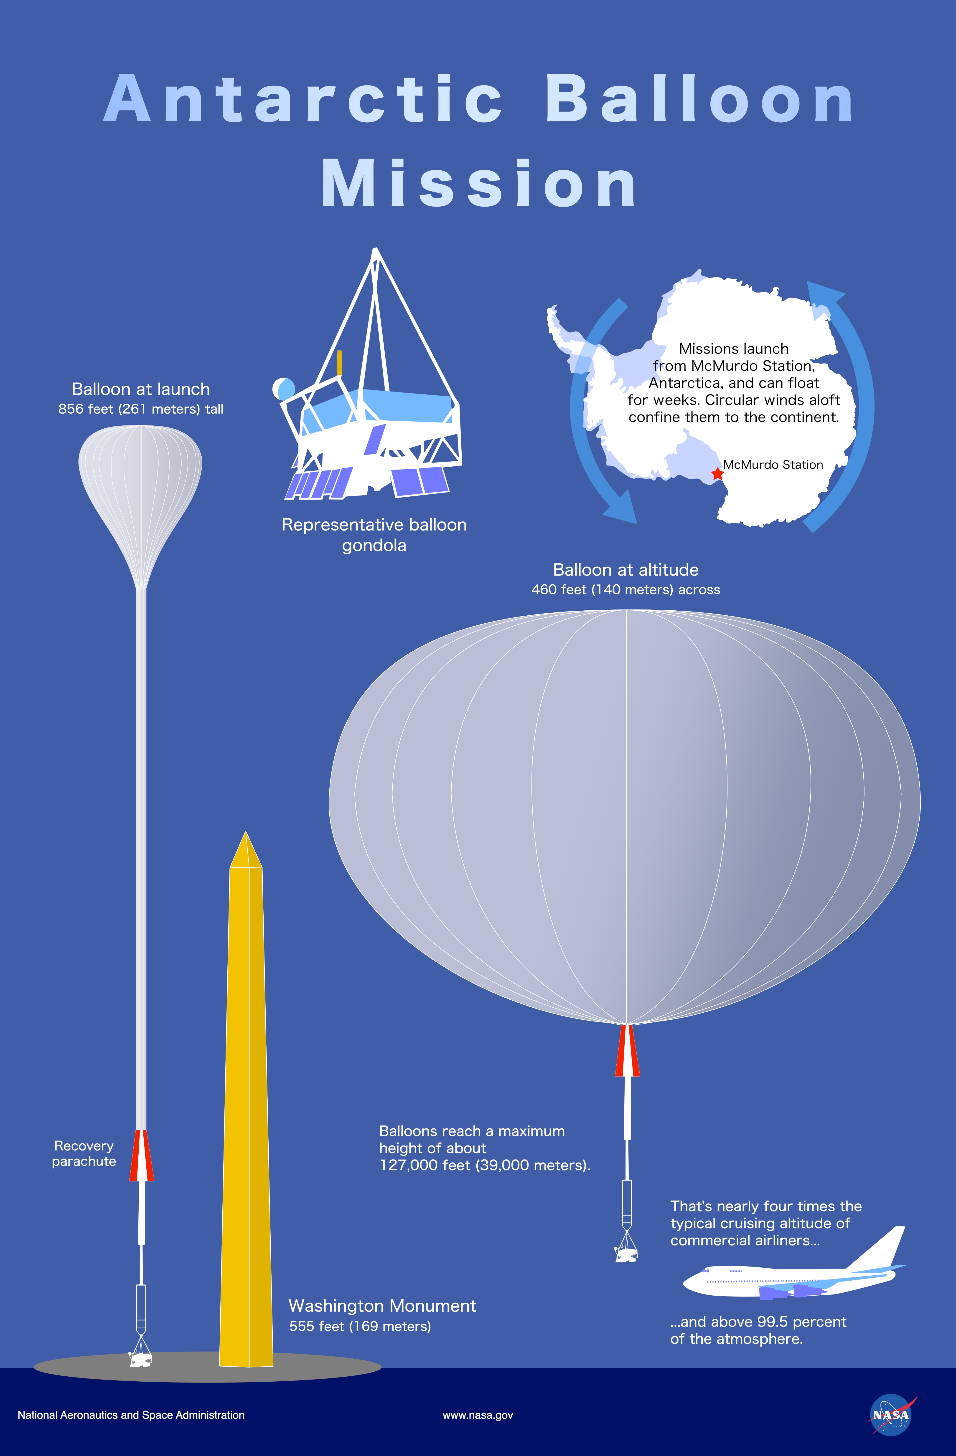 Antarctic Balloon
Mission
Missions launch
from McMurdo Station,
Antarctica, and can float
for weeks. Circular winds aloft
confine them to the continent.
McMurdo Station
Balloon at launch
856 feet (261 meters) tall
Representative balloon
gondola
Balloon at altitude
460 feet (140 meters) across
Recovery
parachute
Balloons reach a maximum
height of about
127,000 feet (39,000 meters).
That's nearly four times the
typical cruising altitude of
commercial airliners...
...and above 99.5 percent
of the atmosphere.
Washington Monument
555 feet (169 meters)
National Aeronautics and Space Administration
www.nasa.gov
NASA